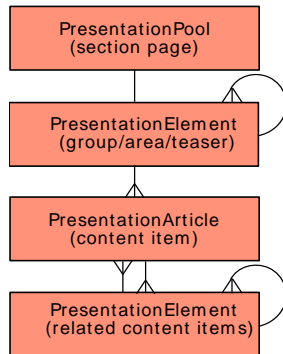 PresentationPool
(section page)
PresentationElement
(group/area/teaser)
PresentationArticle
(content item)
PresentationElement
(related content items)